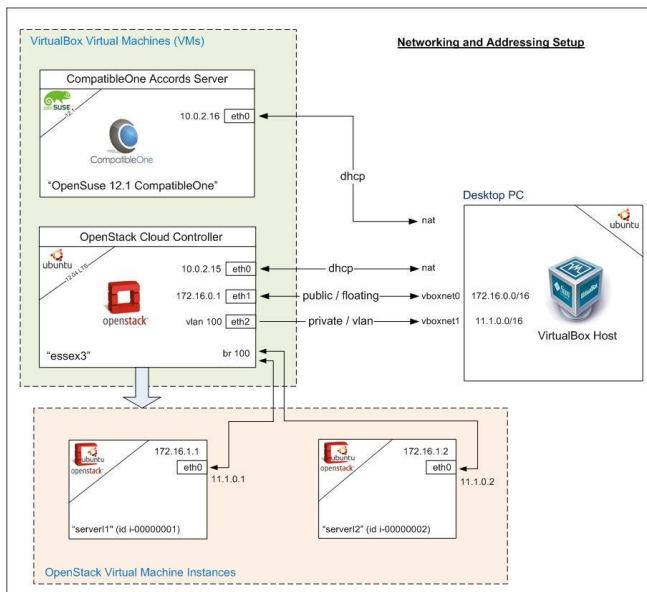 Networking and Addressing Setup
VirtualBox Virtual Machines (VMs)
CompatibleOne Accords Server
SUSE
12.1
10.0.2.16 eth0
CompatibleOne
"OpenSuse 12.1 CompatibleOne"
dhcp
nat
OpenStack Cloud Controller
ubuntu
12.04 LTS
10.0.2.15 eth0
dhcp
nat
172.16.0.1 eth1
public / floating
vboxnet0
vlan 100 eth2
private / vlan
vboxnet1
openstack
"essex3"
br 100
Desktop PC
ubuntu
172.16.0.0/16
11.1.0.0/16
VirtualBox Host
ubuntu
openstack
172.16.1.1
eth0
11.1.0.1
"serverI1" (id i-00000001)
ubuntu
openstack
172.16.1.2
eth0
11.1.0.2
"serverI2" (id i-00000002)
OpenStack Virtual Machine Instances